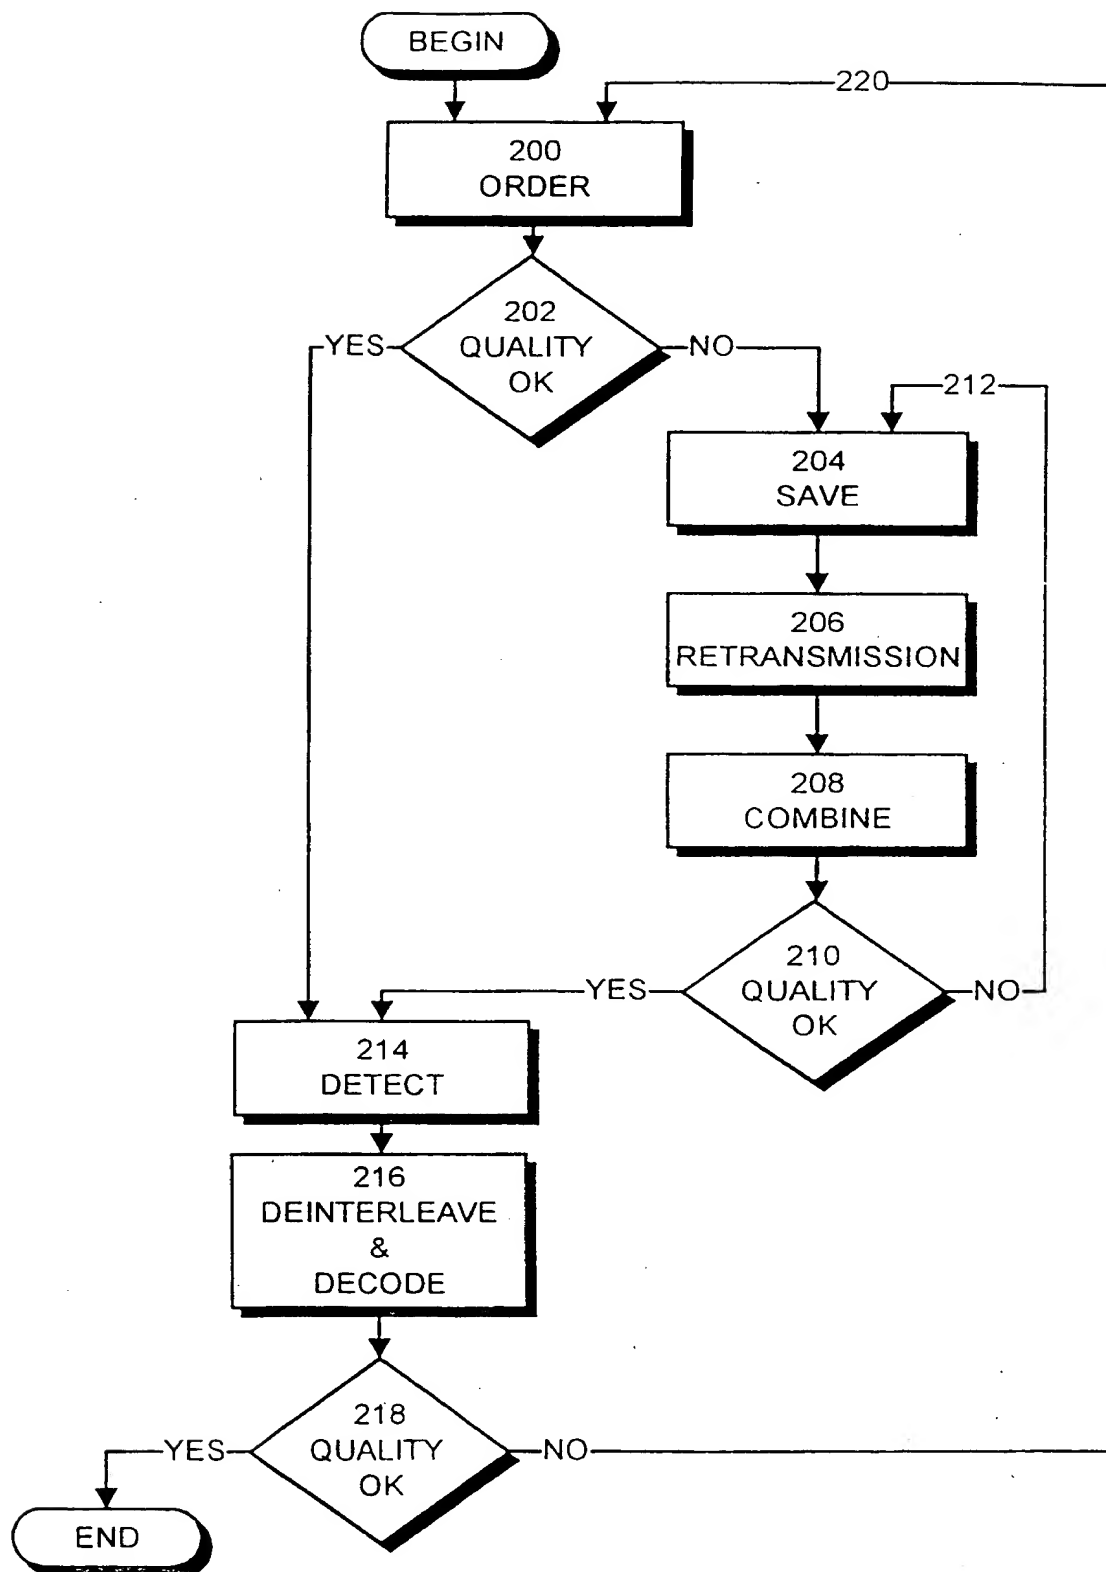 BEGIN
220
200
ORDER
202
QUALITY
OK
YES
NO
212
204
SAVE
206
RETRANSMISSION
208
COMBINE
210
QUALITY
OK
YES
NO
214
DETECT
216
DEINTERLEAVE
&
DECODE
218
QUALITY
OK
YES
NO
END